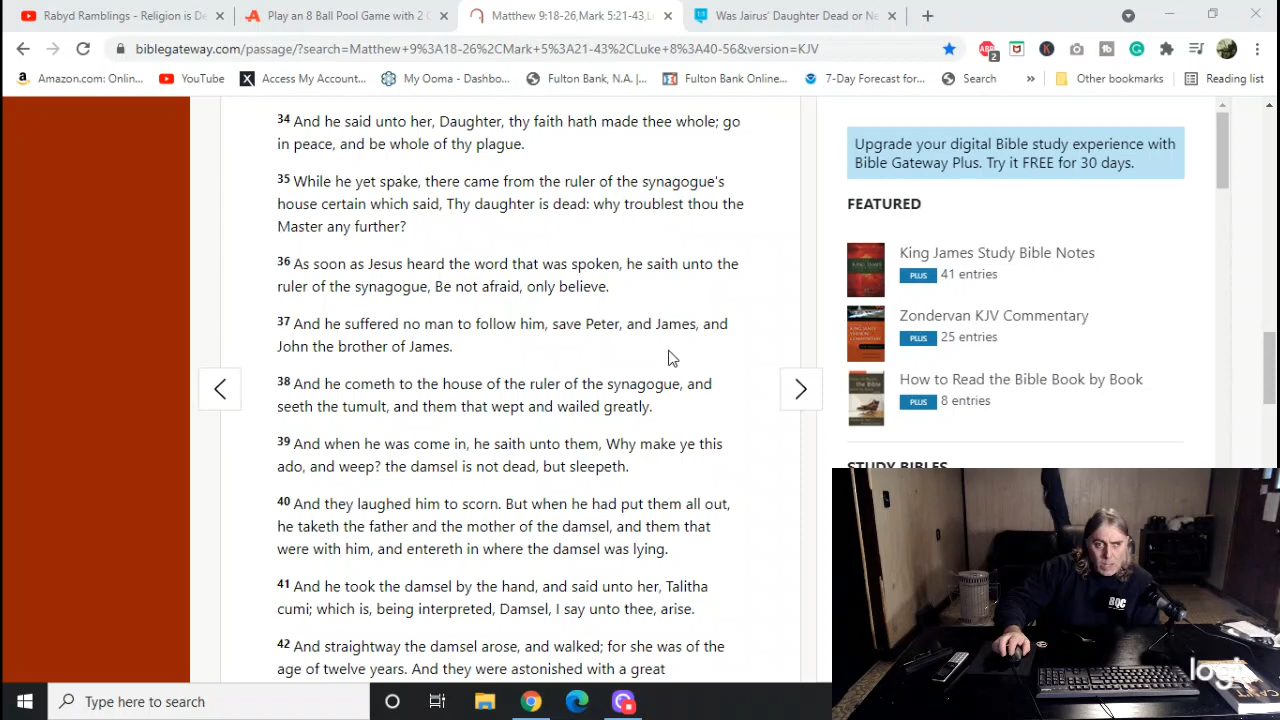 Rabyd Ramblings - Religion is De
Play an 8 Ball Pool Game with 2 C
Matthew 9:18-26,Mark 5:21-43,L
Was Jairus' Daughter Dead or Ne
biblegateway.com/passage/?search=Matthew+9%3A18-26%2CMark+5%3A21-43%2CLuke+8%3A40-56&version=KJV
ABP
2
K
Amazon.com: Onlin...
YouTube
Access My Account...
My Ooma - Dashbo...
Fulton Bank, N.A. |...
Fulton Bank Online...
7-Day Forecast for...
Search
»
Other bookmarks
Reading list
34 And he said unto her, Daughter, thy faith hath made thee whole; go
in peace, and be whole of thy plague.
35 While he yet spake, there came from the ruler of the synagogue's
house certain which said, Thy daughter is dead: why troublest thou the
Master any further?
36 As soon as Jesus heard the word that was spoken, he saith unto the
ruler of the synagogue, Be not afraid, only believe.
37 And he suffered no man to follow him, save Peter, and James, and
John the brother of James.
38 And he cometh to the house of the ruler of the synagogue, and
seeth the tumult, and them that wept and wailed greatly.
39 And when he was come in, he saith unto them, Why make ye this
ado, and weep? the damsel is not dead, but sleepeth.
40 And they laughed him to scorn. But when he had put them all out,
he taketh the father and the mother of the damsel, and them that
were with him, and entereth in where the damsel was lying.
41 And he took the damsel by the hand, and said unto her, Talitha
cumi; which is, being interpreted, Damsel, I say unto thee, arise.
42 And straightway the damsel arose, and walked; for she was of the
age of twelve years. And they were astonished with a great
Upgrade your digital Bible study experience with
Bible Gateway Plus. Try it FREE for 30 days.
FEATURED
King James Study Bible Notes
PLUS 41 entries
Zondervan KJV Commentary
PLUS 25 entries
How to Read the Bible Book by Book
PLUS 8 entries
STUDY BIBLES
BQC
logi
Type here to search